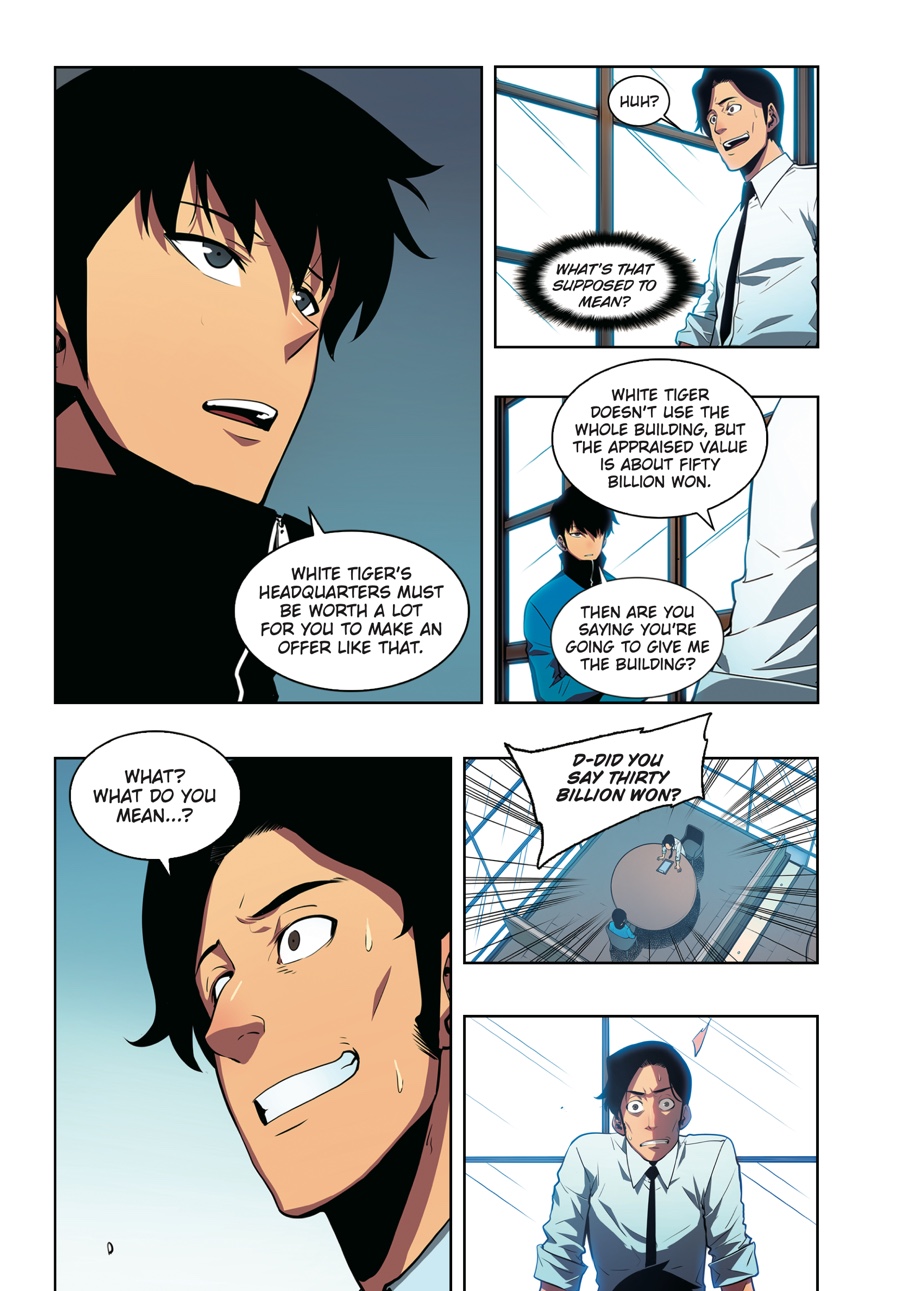 WHITE TIGER'S
HEADQUARTERS MUST
BE WORTH A LOT
FOR YOU TO MAKE AN
OFFER LIKE THAT.
HUH?
WHAT'S THAT
SUPPOSED TO
MEAN?
WHITE TIGER
DOESN'T USE THE
WHOLE BUILDING, BUT
THE APPRAISED VALUE
IS ABOUT FIFTY
BILLION WON.
THEN ARE YOU
SAYING YOU'RE
GOING TO GIVE ME
THE BUILDING?
WHAT?
WHAT DO YOU
MEAN...?
D-DID YOU
SAY THIRTY
BILLION WON?